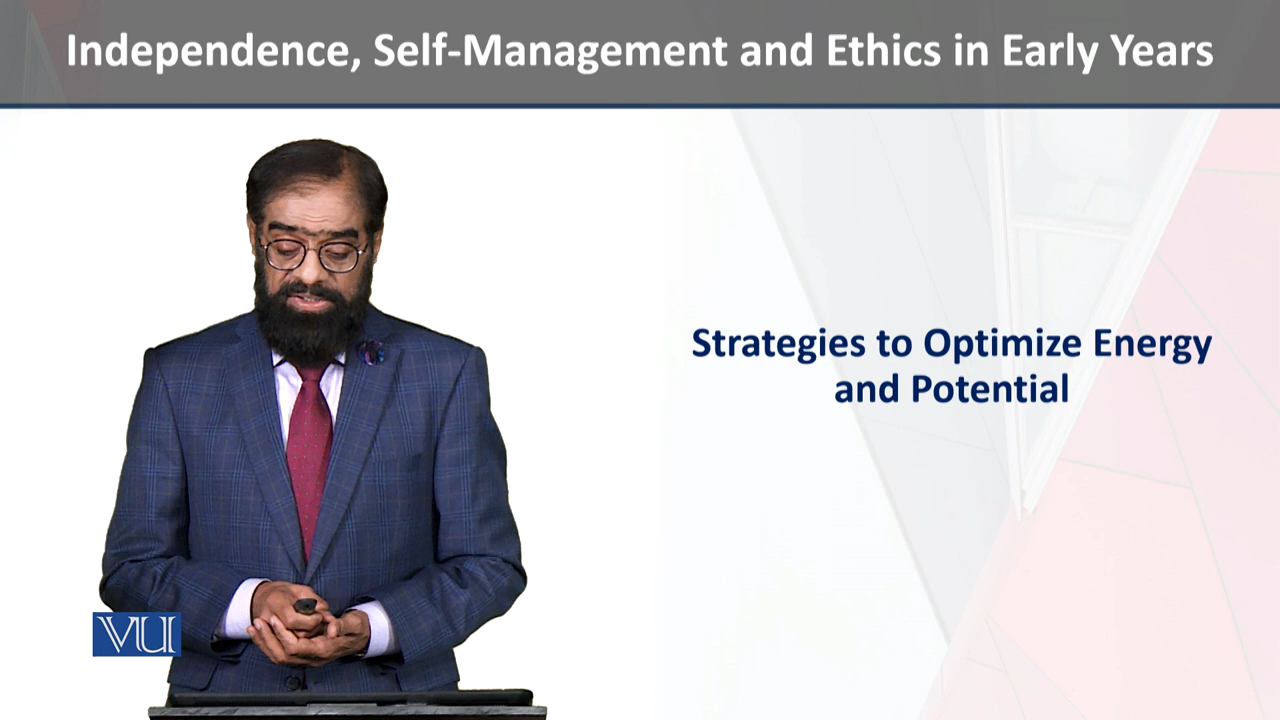 Independence, Self-Management and Ethics in Early Years
Strategies to Optimize Energy
and Potential
VU